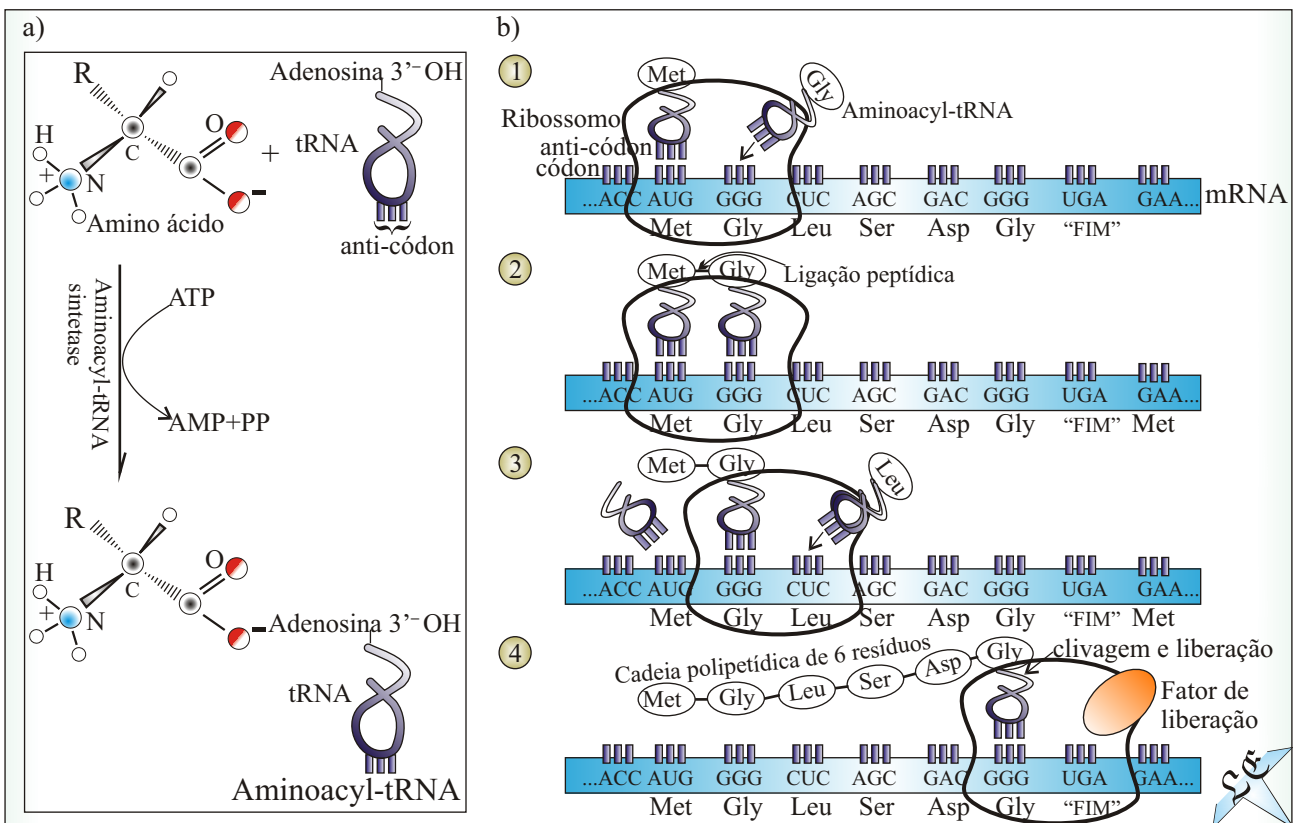 a)
R
Adenosina 3’–OH
H
O
C
+
tRNA
+
N
–
Amino ácido
anti-códon
Aminoacyl-tRNA
sintetase
ATP
AMP+PP
R
H
O
C
+
N
–
Adenosina 3’–OH
tRNA
Aminoacyl-tRNA
b)
1
Met
Gly
Aminoacyl-tRNA
Ribossomo
anti-códon
códon
...ACC AUG GGG CUC AGC GAC GGG UGA GAA...
mRNA
Met Gly Leu Ser Asp Gly “FIM”
2
Met Gly
Ligação peptídica
...ACC AUG GGG CUC AGC GAC GGG UGA GAA...
Met Gly Leu Ser Asp Gly “FIM” Met
3
Met Gly
Leu
...ACC AUG GGG CUC AGC GAC GGG UGA GAA...
Met Gly Leu Ser Asp Gly “FIM” Met
4
Cadeia polipetídica de 6 resíduos
clivagem e liberação
Met Gly Leu Ser Asp Gly
Fator de
liberação
...ACC AUG GGG CUC AGC GAC GGG UGA GAA...
Met Gly Leu Ser Asp Gly “FIM”